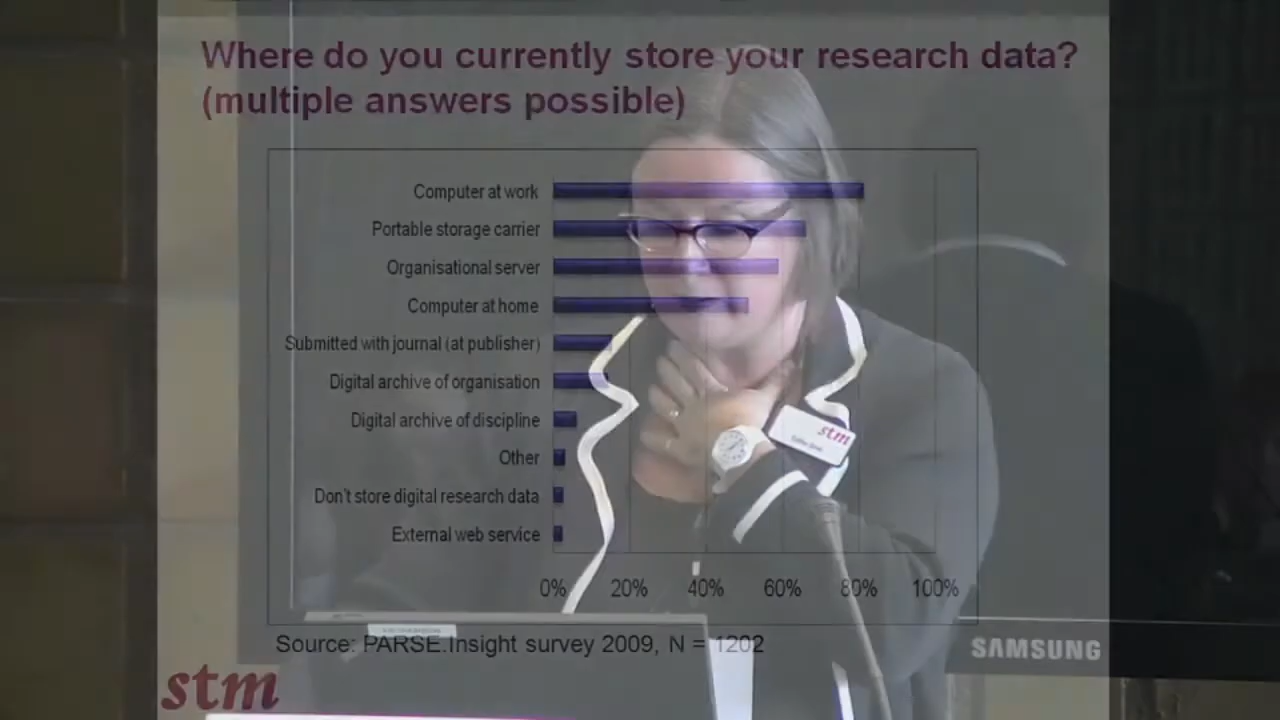 Where do you currently store your research data?
(multiple answers possible)
Computer at work
Portable storage carrier
Organisational server
Computer at home
Submitted with journal (at publisher)
Digital archive of organisation
Digital archive of discipline
Other
Don't store digital research data
External web service
0% 20% 40% 60% 80% 100%
Source: PARSE.Insight survey 2009, N = 1202
stm
stm
SAMSUNG